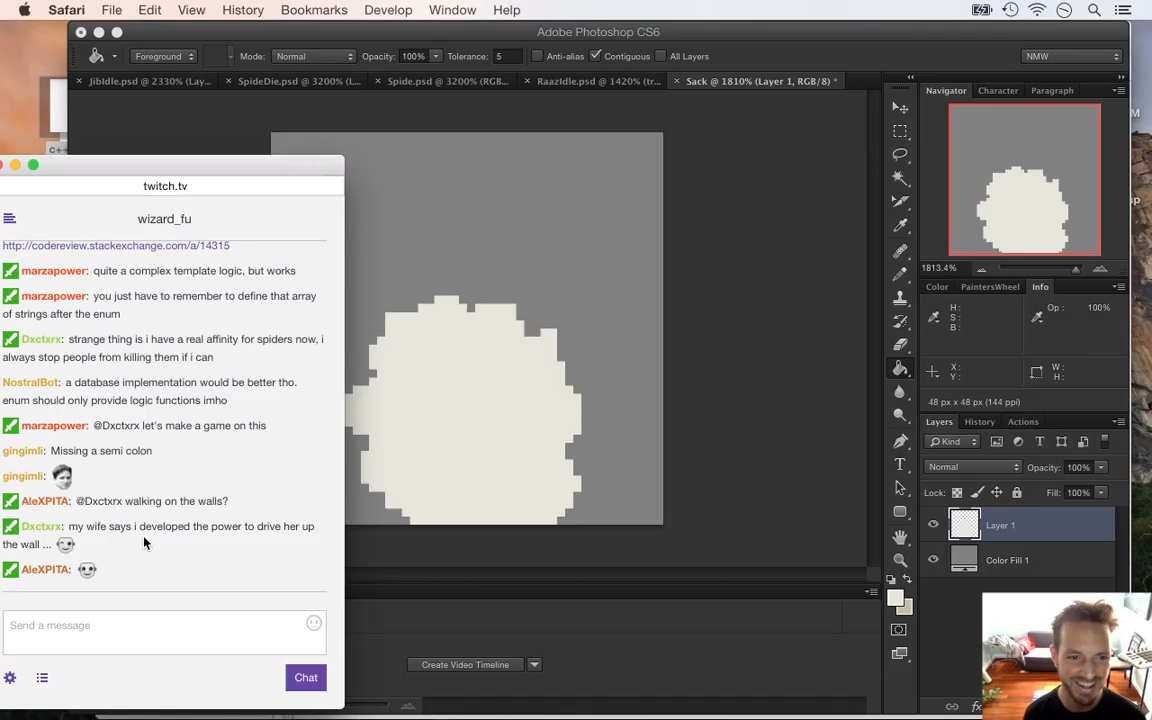 Safari File Edit View History Bookmarks Develop Window Help
Adobe Photoshop CS6
Foreground Mode: Normal Opacity: 100% Tolerance: 5 Anti-alias Contiguous All Layers NMW
JibIdle.psd @ 2330% (Lay... SpideDie.psd @ 3200% (L... Spide.psd @ 3200% (RGB... RaazIdle.psd @ 1420% (tr... Sack @ 1810% (Layer 1, RGB/8) *
C++
twitch.tv
wizard_fu
http://codereview.stackexchange.com/a/14315
marzapower: quite a complex template logic, but works
marzapower: you just have to remember to define that array
of strings after the enum
Dxctxrx: strange thing is i have a real affinity for spiders now, i
always stop people from killing them if i can
NostralBot: a database implementation would be better tho.
enum should only provide logic functions imho
marzapower: @Dxctxrx let's make a game on this
gingimli: Missing a semi colon
gingimli:
AleXPITA: @Dxctxrx walking on the walls?
Dxctxrx: my wife says i developed the power to drive her up
the wall ...
AleXPITA:
Send a message
Chat
Create Video Timeline
Navigator Character Paragraph
1813.4%
Color PaintersWheel Info
H: Op: 100%
S:
B:
X: W:
Y: H:
48 px x 48 px (144 ppi)
Layers History Actions
Kind
Normal Opacity: 100%
Lock: Fill: 100%
Layer 1
Color Fill 1
fx